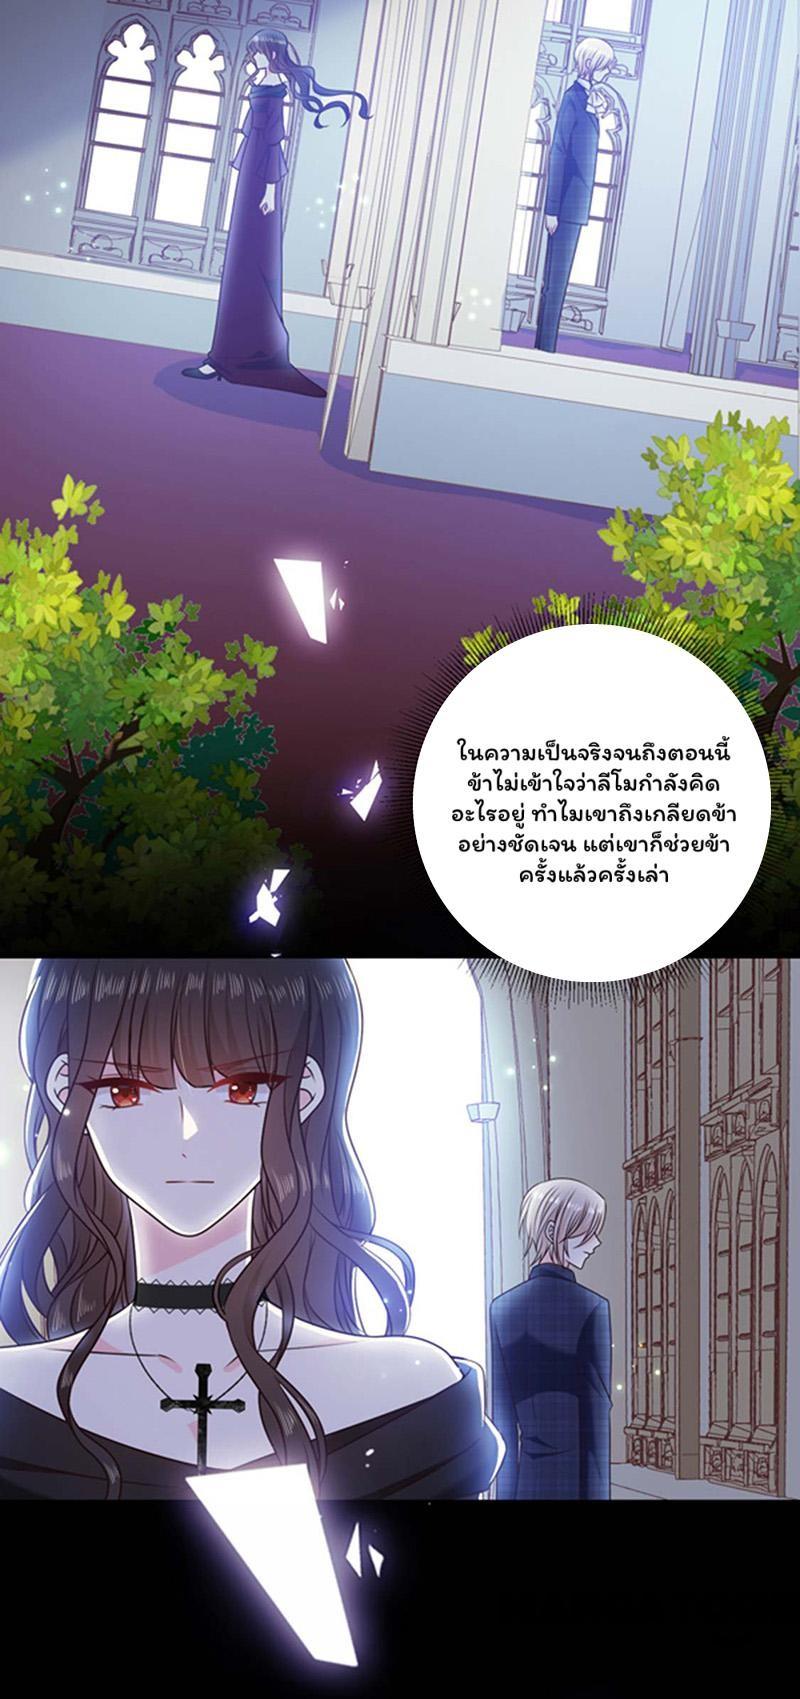 ในความเป็นจริงจนถึงตอนนี้
ข้าไม่เข้าใจว่าลีโมกำลังคิด
อะไรอยู่ ทำไมเขาถึงเกลียดข้า
อย่างชัดเจน แต่เขาก็ช่วยข้า
ครั้งแล้วครั้งเล่า